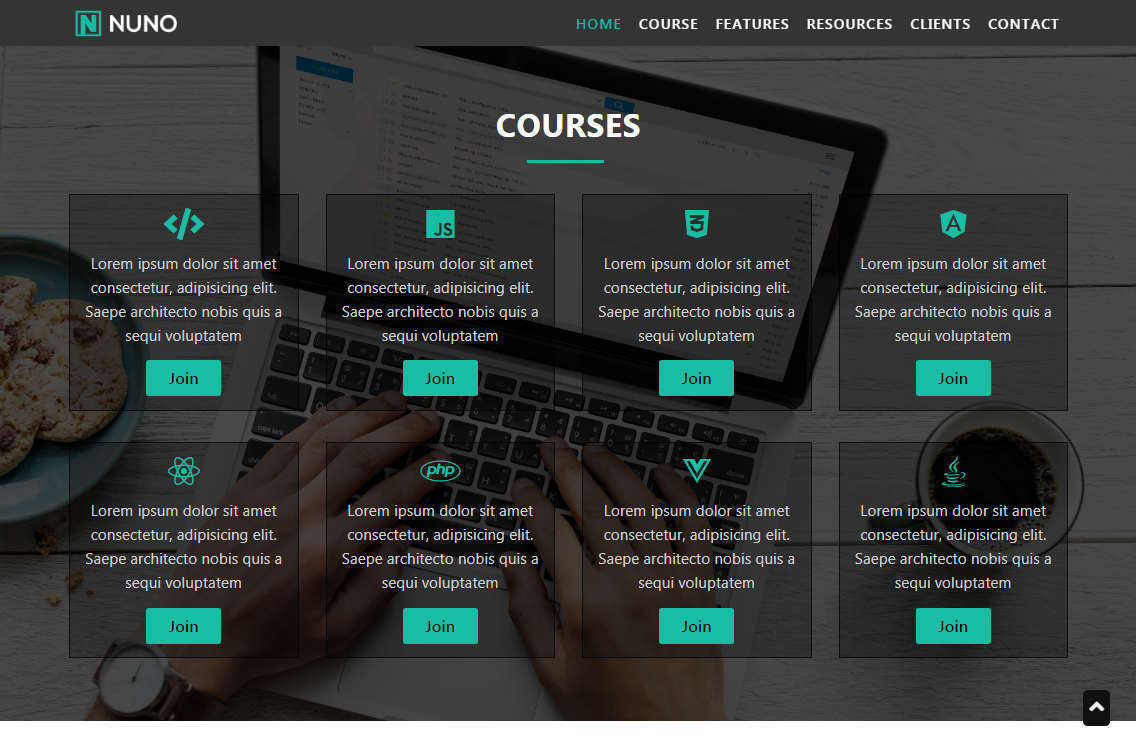 N NUNO
HOME COURSE FEATURES RESOURCES CLIENTS CONTACT
COURSES
JS
Lorem ipsum dolor sit amet
consectetur, adipisicing elit.
Saepe architecto nobis quis a
sequi voluptatem
Join
Lorem ipsum dolor sit amet
consectetur, adipisicing elit.
Saepe architecto nobis quis a
sequi voluptatem
Join
Lorem ipsum dolor sit amet
consectetur, adipisicing elit.
Saepe architecto nobis quis a
sequi voluptatem
Join
Lorem ipsum dolor sit amet
consectetur, adipisicing elit.
Saepe architecto nobis quis a
sequi voluptatem
Join
php
Lorem ipsum dolor sit amet
consectetur, adipisicing elit.
Saepe architecto nobis quis a
sequi voluptatem
Join
Lorem ipsum dolor sit amet
consectetur, adipisicing elit.
Saepe architecto nobis quis a
sequi voluptatem
Join
Lorem ipsum dolor sit amet
consectetur, adipisicing elit.
Saepe architecto nobis quis a
sequi voluptatem
Join
Lorem ipsum dolor sit amet
consectetur, adipisicing elit.
Saepe architecto nobis quis a
sequi voluptatem
Join